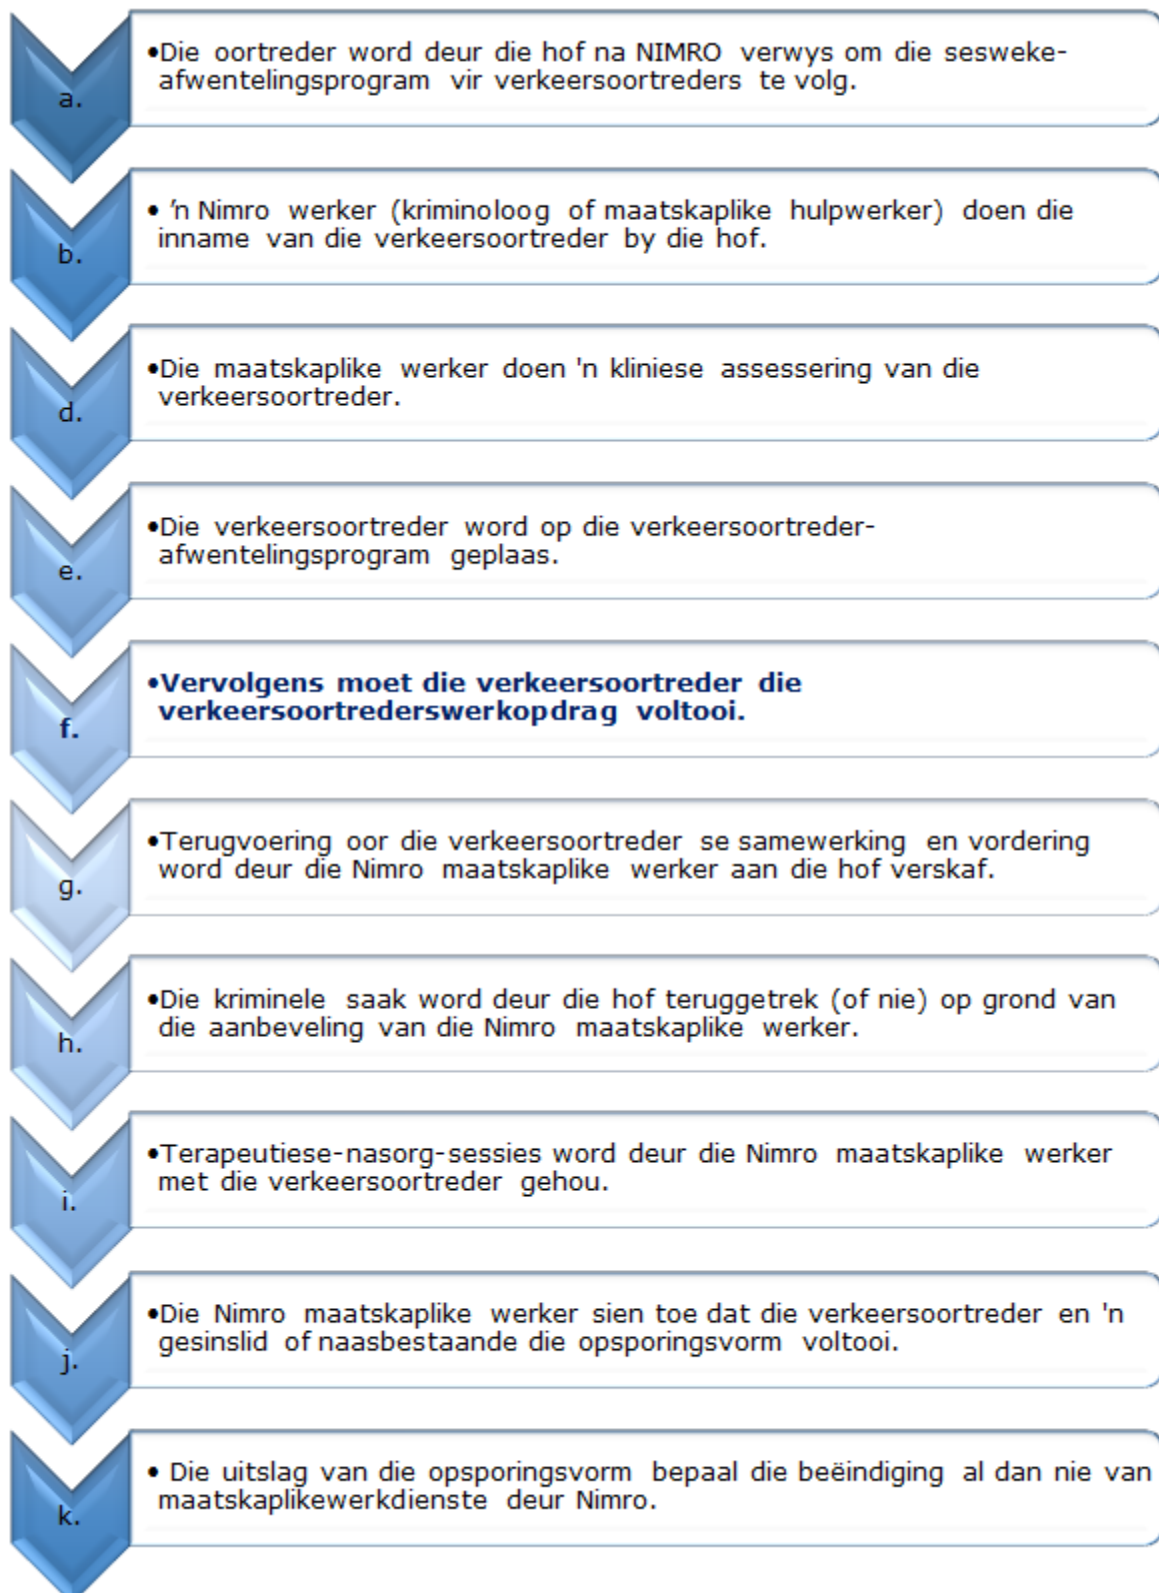 a.
•Die oortreder word deur die hof na NIMRO verwys om die sesweke-
afwentelingsprogram vir verkeersoortreders te volg.
b.
• 'n Nimro werker (kriminoloog of maatskaplike hulpwerker) doen die
inname van die verkeersoortreder by die hof.
d.
•Die maatskaplike werker doen 'n kliniese assessering van die
verkeersoortreder.
e.
•Die verkeersoortreder word op die verkeersoortreder-
afwentelingsprogram geplaas.
f.
•Vervolgens moet die verkeersoortreder die
verkeersoortrederswerkopdrag voltooi.
g.
•Terugvoering oor die verkeersoortreder se samewerking en vordering
word deur die Nimro maatskaplike werker aan die hof verskaf.
h.
•Die kriminele saak word deur die hof teruggetrek (of nie) op grond van
die aanbeveling van die Nimro maatskaplike werker.
i.
•Terapeutiese-nasorg-sessies word deur die Nimro maatskaplike werker
met die verkeersoortreder gehou.
j.
•Die Nimro maatskaplike werker sien toe dat die verkeersoortreder en 'n
gesinslid of naasbestaande die opsporingsvorm voltooi.
k.
• Die uitslag van die opsporingsvorm bepaal die beëindiging al dan nie van
maatskaplikewerkdienste deur Nimro.